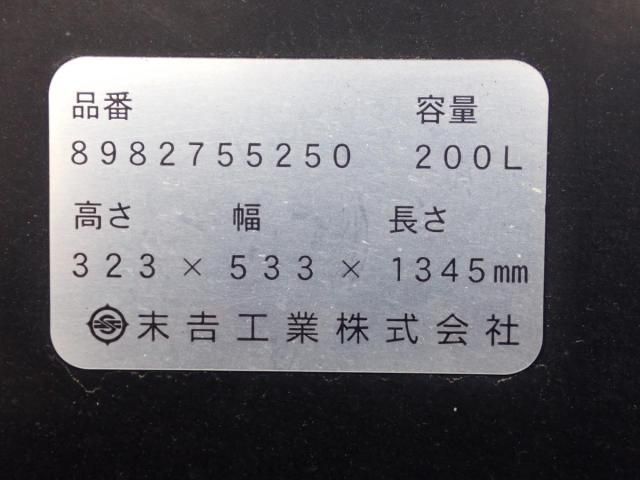 品番 容量
8982755250 200L
高さ 幅 長さ
323 × 533 × 1345mm
末吉工業株式会社